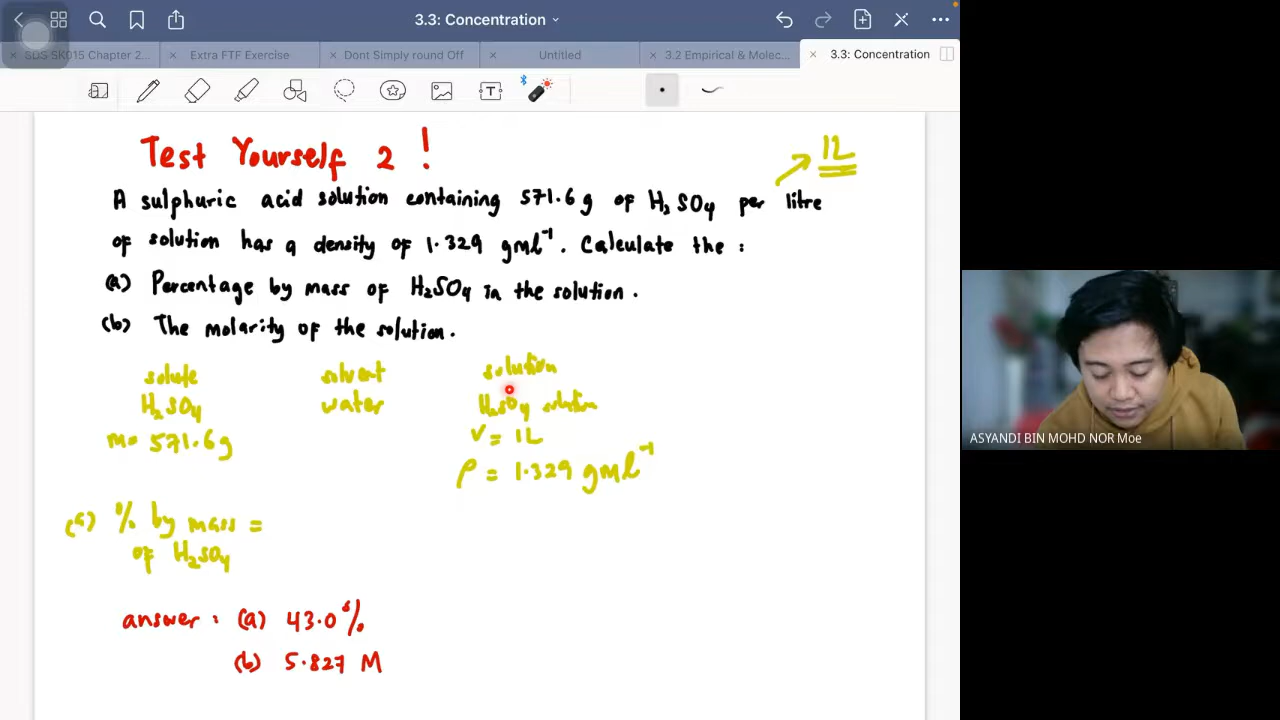 3.3: Concentration
SDS SK015 Chapter 2...
Extra FTF Exercise
Dont Simply round Off
Untitled
3.2 Empirical & Molec...
3.3: Concentration
Test Yourself 2 !
1L
A sulphuric acid solution containing 571.6g of H2SO4 per litre
of solution has a density of 1.329 gml⁻¹. Calculate the :
(a) Percentage by mass of H2SO4 in the solution.
(b) The molarity of the solution.
solute solvent solution
H2SO4 water H2SO4 solution
m= 571.6g V = 1L
ρ = 1.329 gml⁻¹
(a) % by mass =
of H2SO4
answer : (a) 43.0%
(b) 5.827 M
ASYANDI BIN MOHD NOR Moe